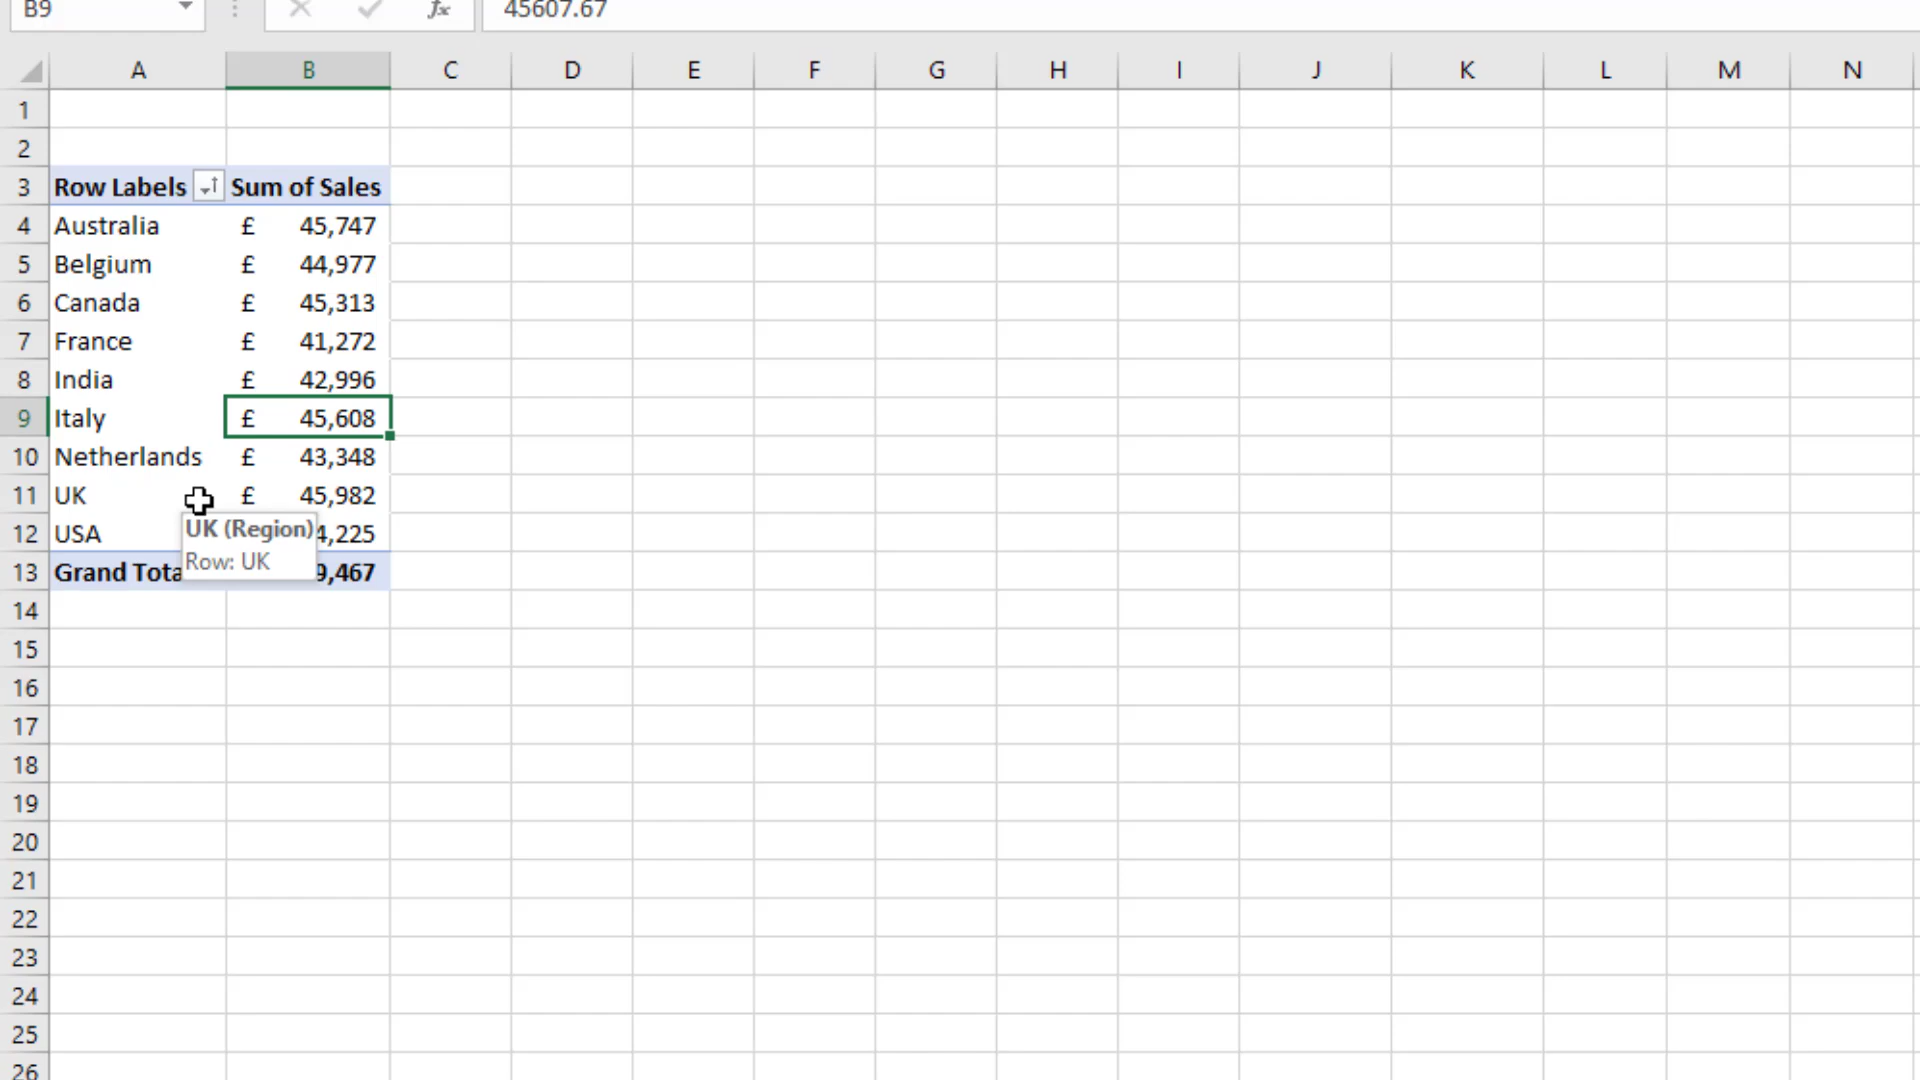 B9 fx 45607.67
A B C D E F G H I J K L M N
1
2
3 Row Labels Sum of Sales
4 Australia £ 45,747
5 Belgium £ 44,977
6 Canada £ 45,313
7 France £ 41,272
8 India £ 42,996
9 Italy £ 45,608
10 Netherlands £ 43,348
11 UK £ 45,982
12 USA 4,225
UK (Region)
Row: UK
13 Grand Tota 9,467
14
15
16
17
18
19
20
21
22
23
24
25
26